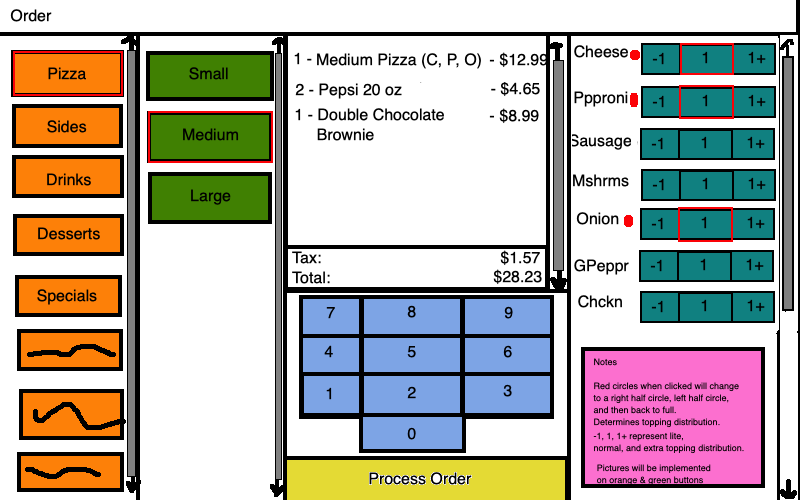 Order
Pizza
Sides
Drinks
Desserts
Specials
Small
Medium
Large
1 - Medium Pizza (C, P, O) - $12.99
2 - Pepsi 20 oz - $4.65
1 - Double Chocolate - $8.99
Brownie
Tax: $1.57
Total: $28.23
7 8 9
4 5 6
1 2 3
0
Process Order
Cheese -1 1 1+
Ppproni -1 1 1+
Sausage -1 1 1+
Mshrms -1 1 1+
Onion -1 1 1+
GPeppr -1 1 1+
Chckn -1 1 1+
Notes
Red circles when clicked will change
to a right half circle, left half circle,
and then back to full.
Determines topping distribution.
-1, 1, 1+ represent lite,
normal, and extra topping distribution.
Pictures will be implemented
on orange & green buttons